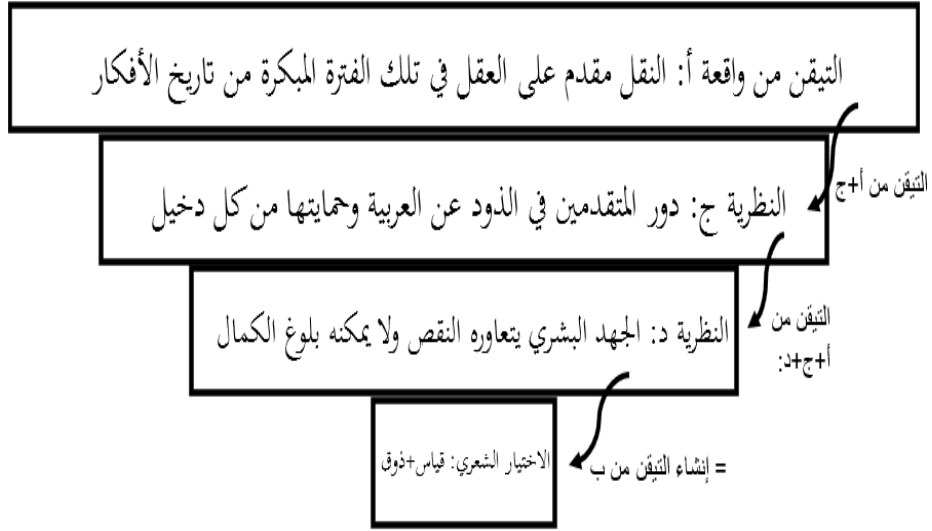 التيقن من واقعة أ: النقل مقدم على العقل في تلك الفترة المبكرة من تاريخ الأفكار
التيقن من أ+ج
النظرية ج: دور المتقدمين في الذود عن العربية وحمايتها من كل دخيل
التيقن من
أ+ج+د:
النظرية د: الجهد البشري يتعاوره النقص ولا يمكنه بلوغ الكمال
= إنشاء التيقن من ب
الاختيار الشعري: قياس+ذوق